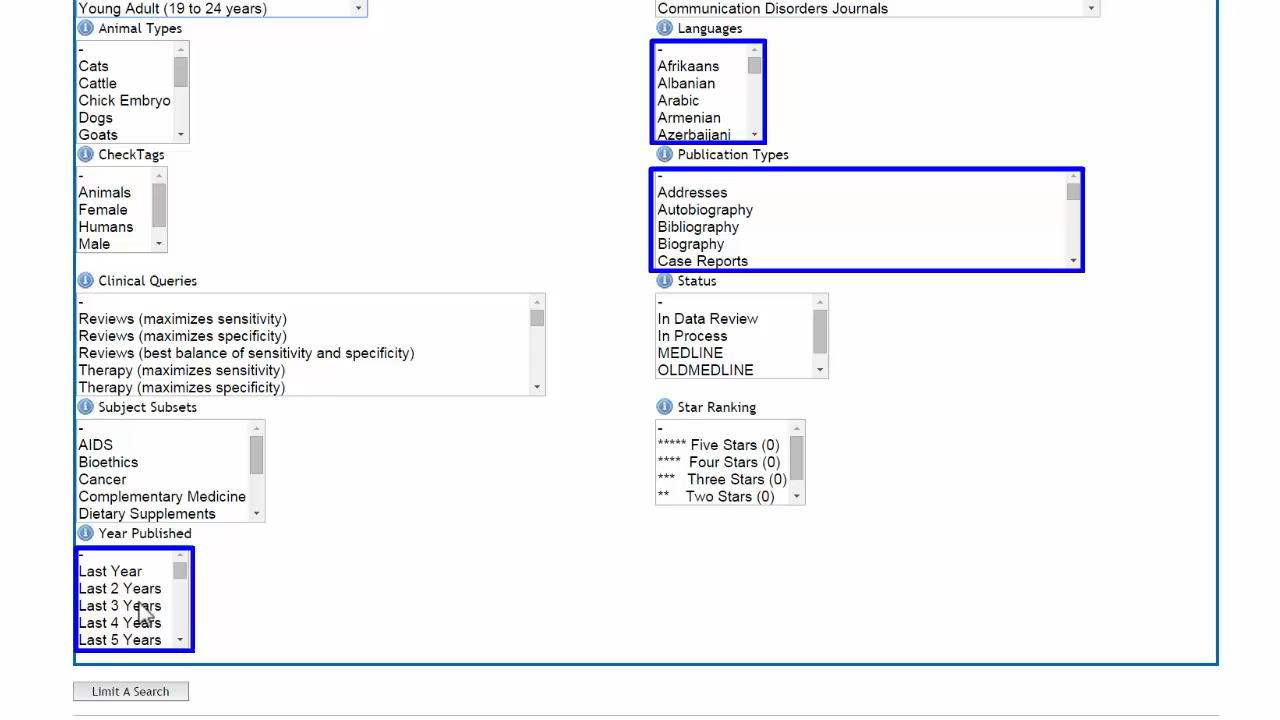 Young Adult (19 to 24 years)
Animal Types
-
Cats
Cattle
Chick Embryo
Dogs
Goats
CheckTags
-
Animals
Female
Humans
Male
Clinical Queries
-
Reviews (maximizes sensitivity)
Reviews (maximizes specificity)
Reviews (best balance of sensitivity and specificity)
Therapy (maximizes sensitivity)
Therapy (maximizes specificity)
Subject Subsets
-
AIDS
Bioethics
Cancer
Complementary Medicine
Dietary Supplements
Year Published
-
Last Year
Last 2 Years
Last 3 Years
Last 4 Years
Last 5 Years
Communication Disorders Journals
Languages
-
Afrikaans
Albanian
Arabic
Armenian
Azerbaijani
Publication Types
-
Addresses
Autobiography
Bibliography
Biography
Case Reports
Status
-
In Data Review
In Process
MEDLINE
OLDMEDLINE
Star Ranking
-
***** Five Stars (0)
**** Four Stars (0)
*** Three Stars (0)
** Two Stars (0)
Limit A Search